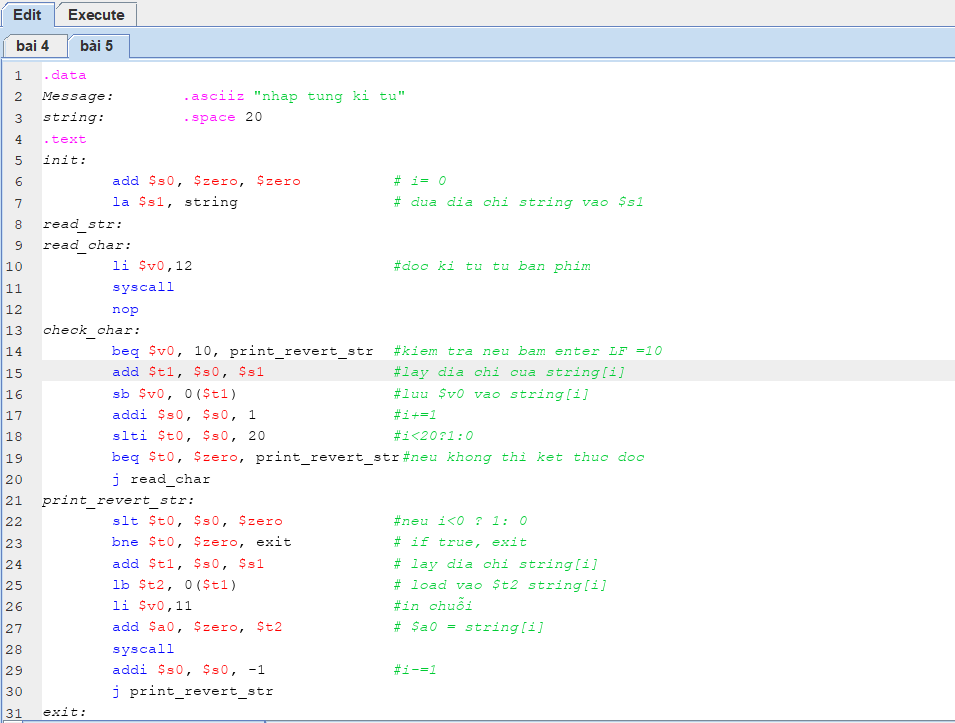 Edit Execute
bai 4 bài 5
1 .data
2 Message: .asciiz "nhap tung ki tu"
3 string: .space 20
4 .text
5 init:
6 add $s0, $zero, $zero # i= 0
7 la $s1, string # dua dia chi string vao $s1
8 read_str:
9 read_char:
10 li $v0,12 #doc ki tu tu ban phim
11 syscall
12 nop
13 check_char:
14 beq $v0, 10, print_revert_str #kiem tra neu bam enter LF =10
15 add $t1, $s0, $s1 #lay dia chi cua string[i]
16 sb $v0, 0($t1) #luu $v0 vao string[i]
17 addi $s0, $s0, 1 #i+=1
18 slti $t0, $s0, 20 #i<20?1:0
19 beq $t0, $zero, print_revert_str#neu khong thi ket thuc doc
20 j read_char
21 print_revert_str:
22 slt $t0, $s0, $zero #neu i<0 ? 1: 0
23 bne $t0, $zero, exit # if true, exit
24 add $t1, $s0, $s1 # lay dia chi string[i]
25 lb $t2, 0($t1) # load vao $t2 string[i]
26 li $v0,11 #in chuỗi
27 add $a0, $zero, $t2 # $a0 = string[i]
28 syscall
29 addi $s0, $s0, -1 #i-=1
30 j print_revert_str
31 exit: